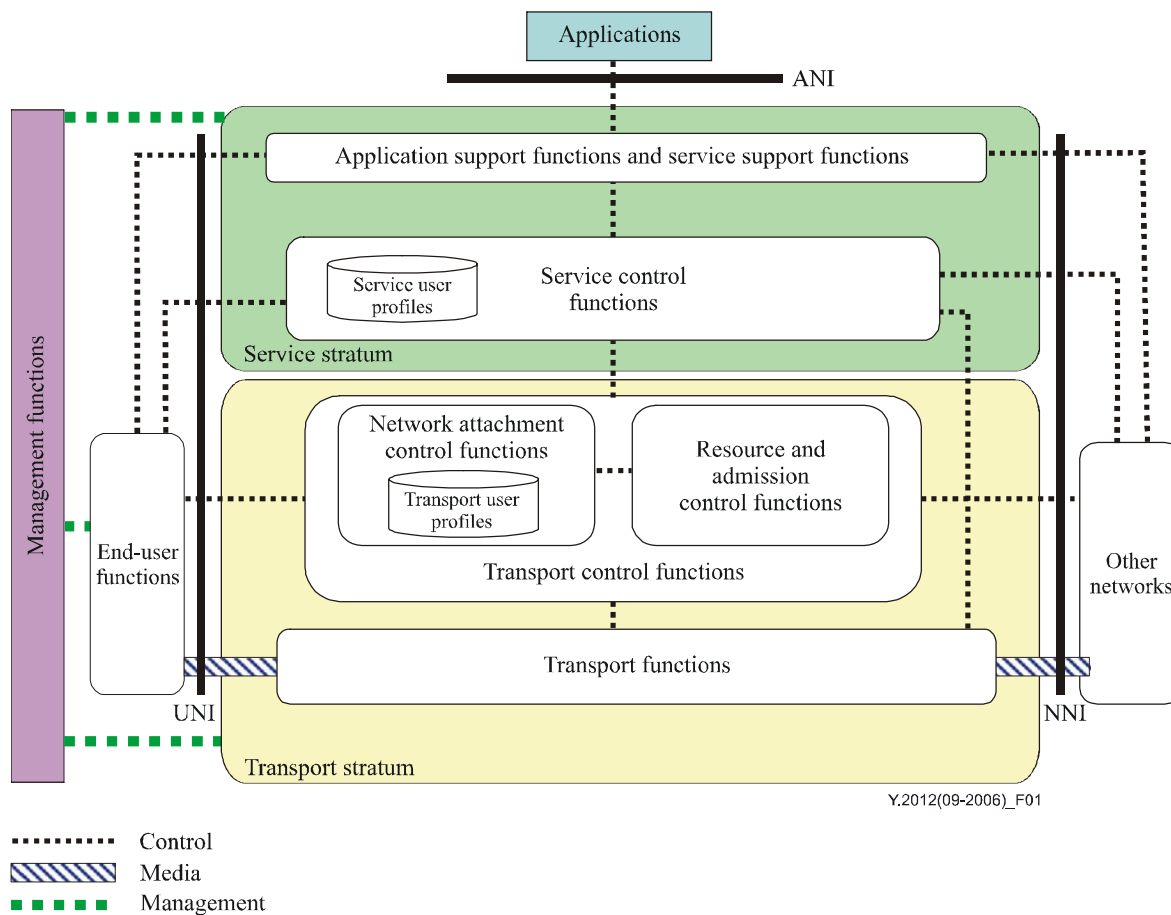 Applications
ANI
Application support functions and service support functions
Service user
profiles
Service control
functions
Service stratum
Management functions
Network attachment
control functions
Transport user
profiles
Resource and
admission
control functions
Transport control functions
End-user
functions
Other
networks
Transport functions
UNI
NNI
Transport stratum
Y.2012(09-2006)_F01
Control
Media
Management